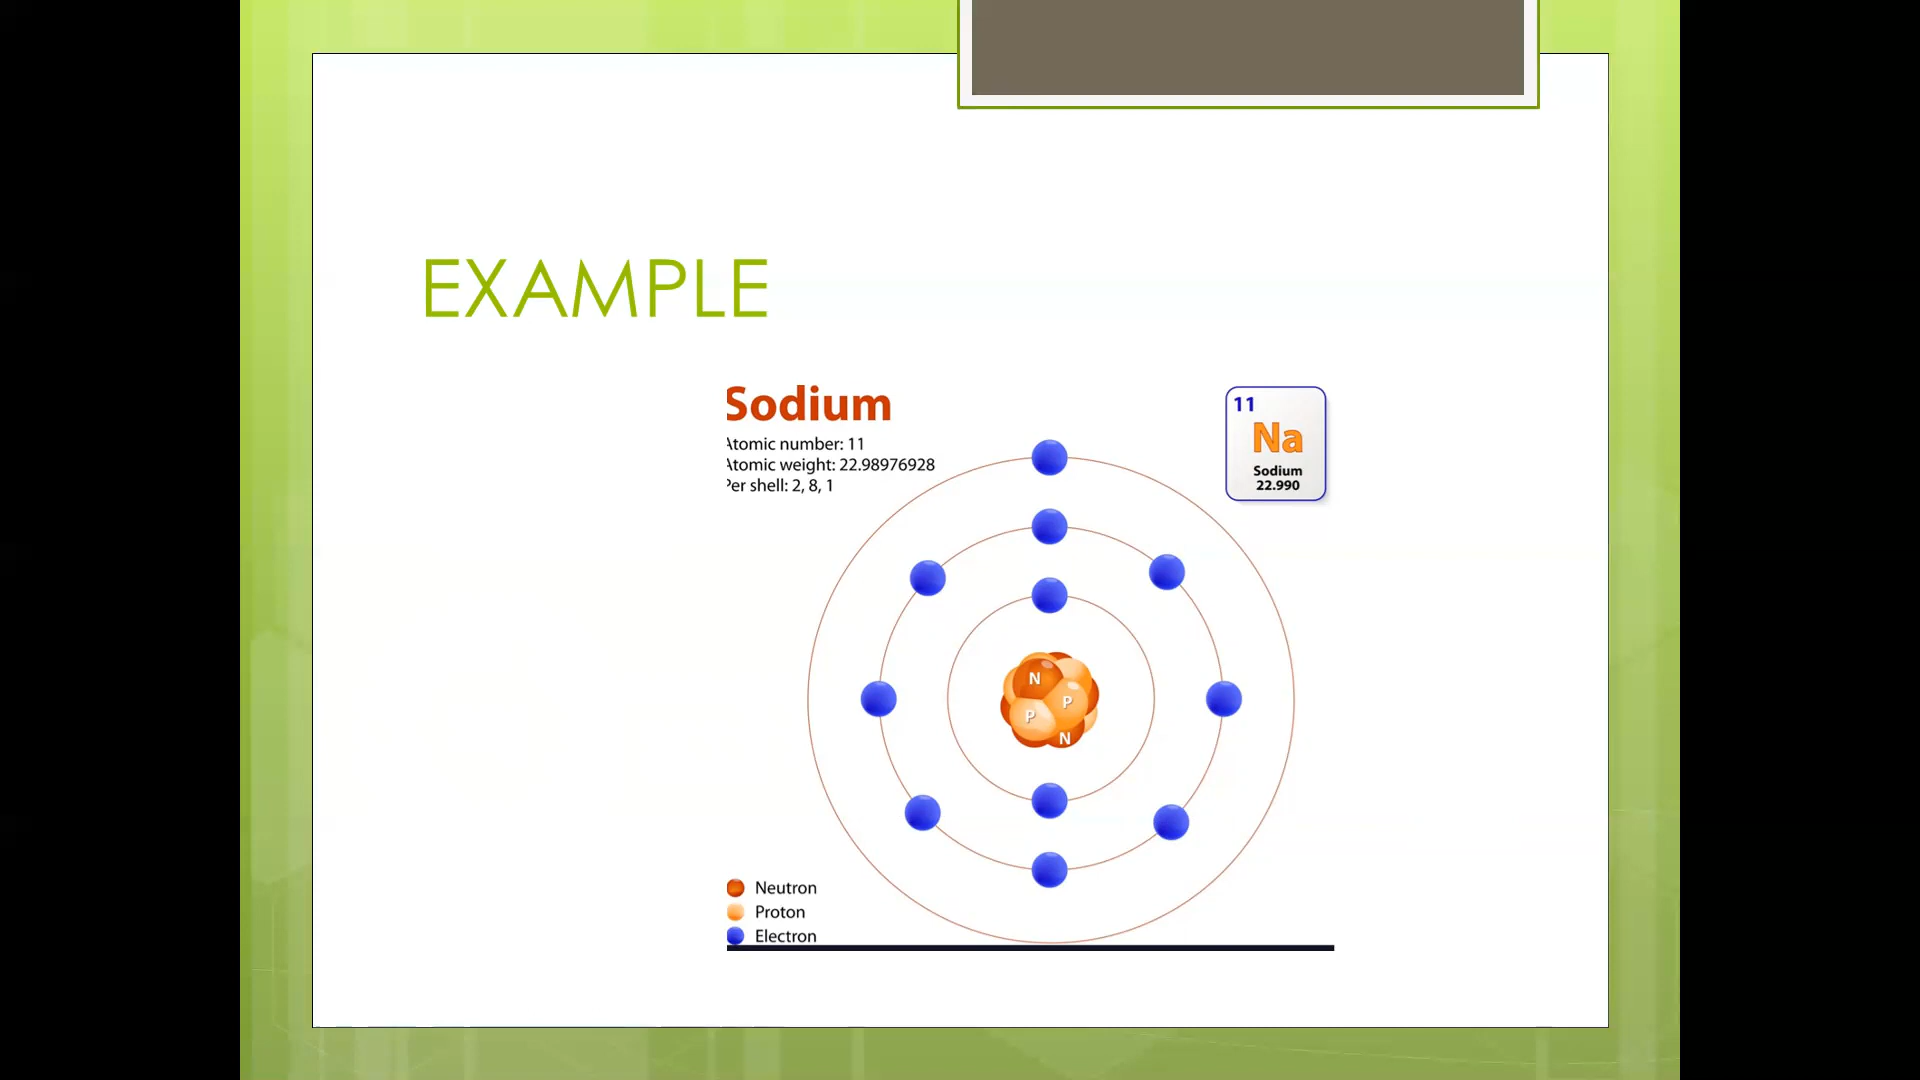 EXAMPLE
Sodium
Atomic number: 11
Atomic weight: 22.98976928
Per shell: 2, 8, 1
11
Na
Sodium
22.990
N
P
P
N
Neutron
Proton
Electron